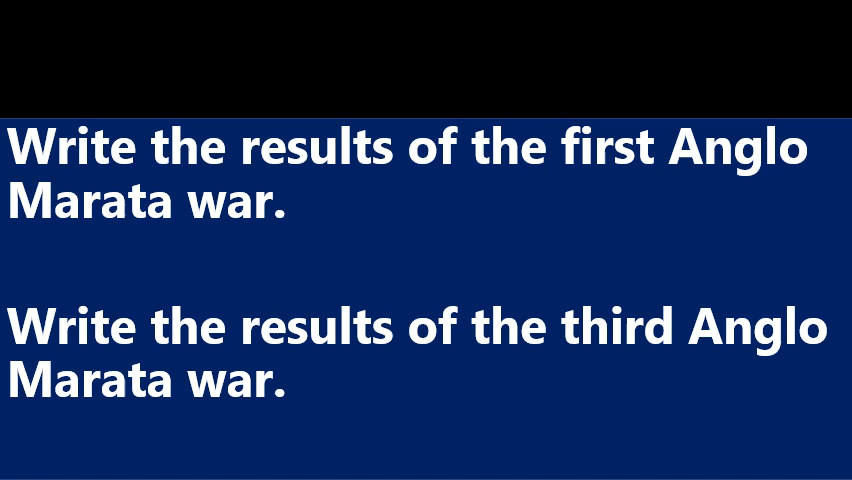 Write the results of the first Anglo
Marata war.
Write the results of the third Anglo
Marata war.